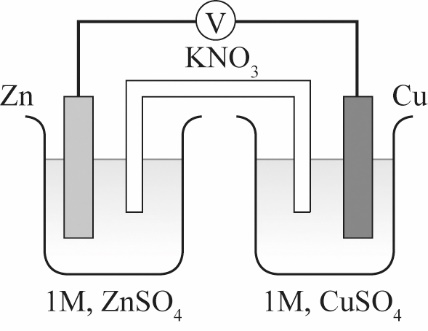 V
KNO₃
Zn
Cu
1M, ZnSO₄
1M, CuSO₄